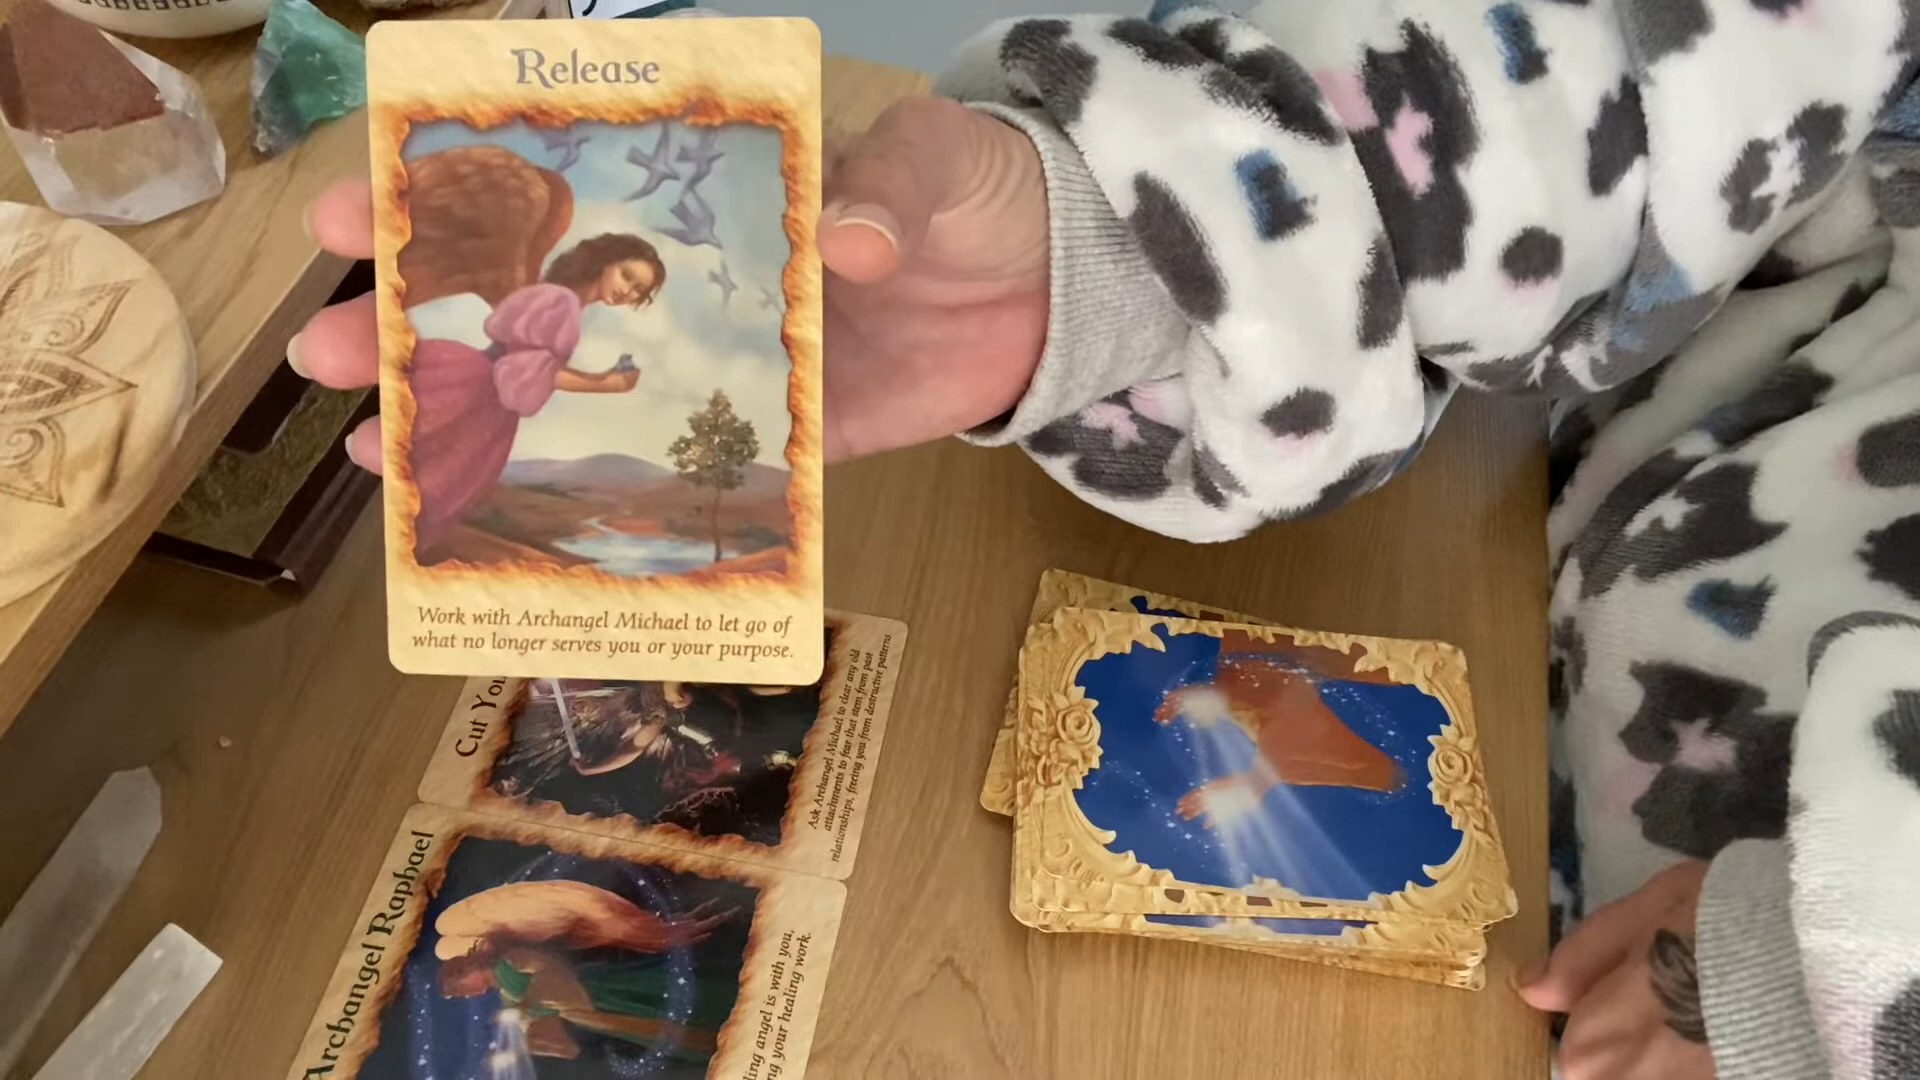 Release
Work with Archangel Michael to let go of
what no longer serves you or your purpose.
Cut You
Ask Archangel Michael to clear any old
attachments to fear that stem from past
relationships, freeing you from destructive patterns
Archangel Raphael
ling angel is with you,
ng your healing work.